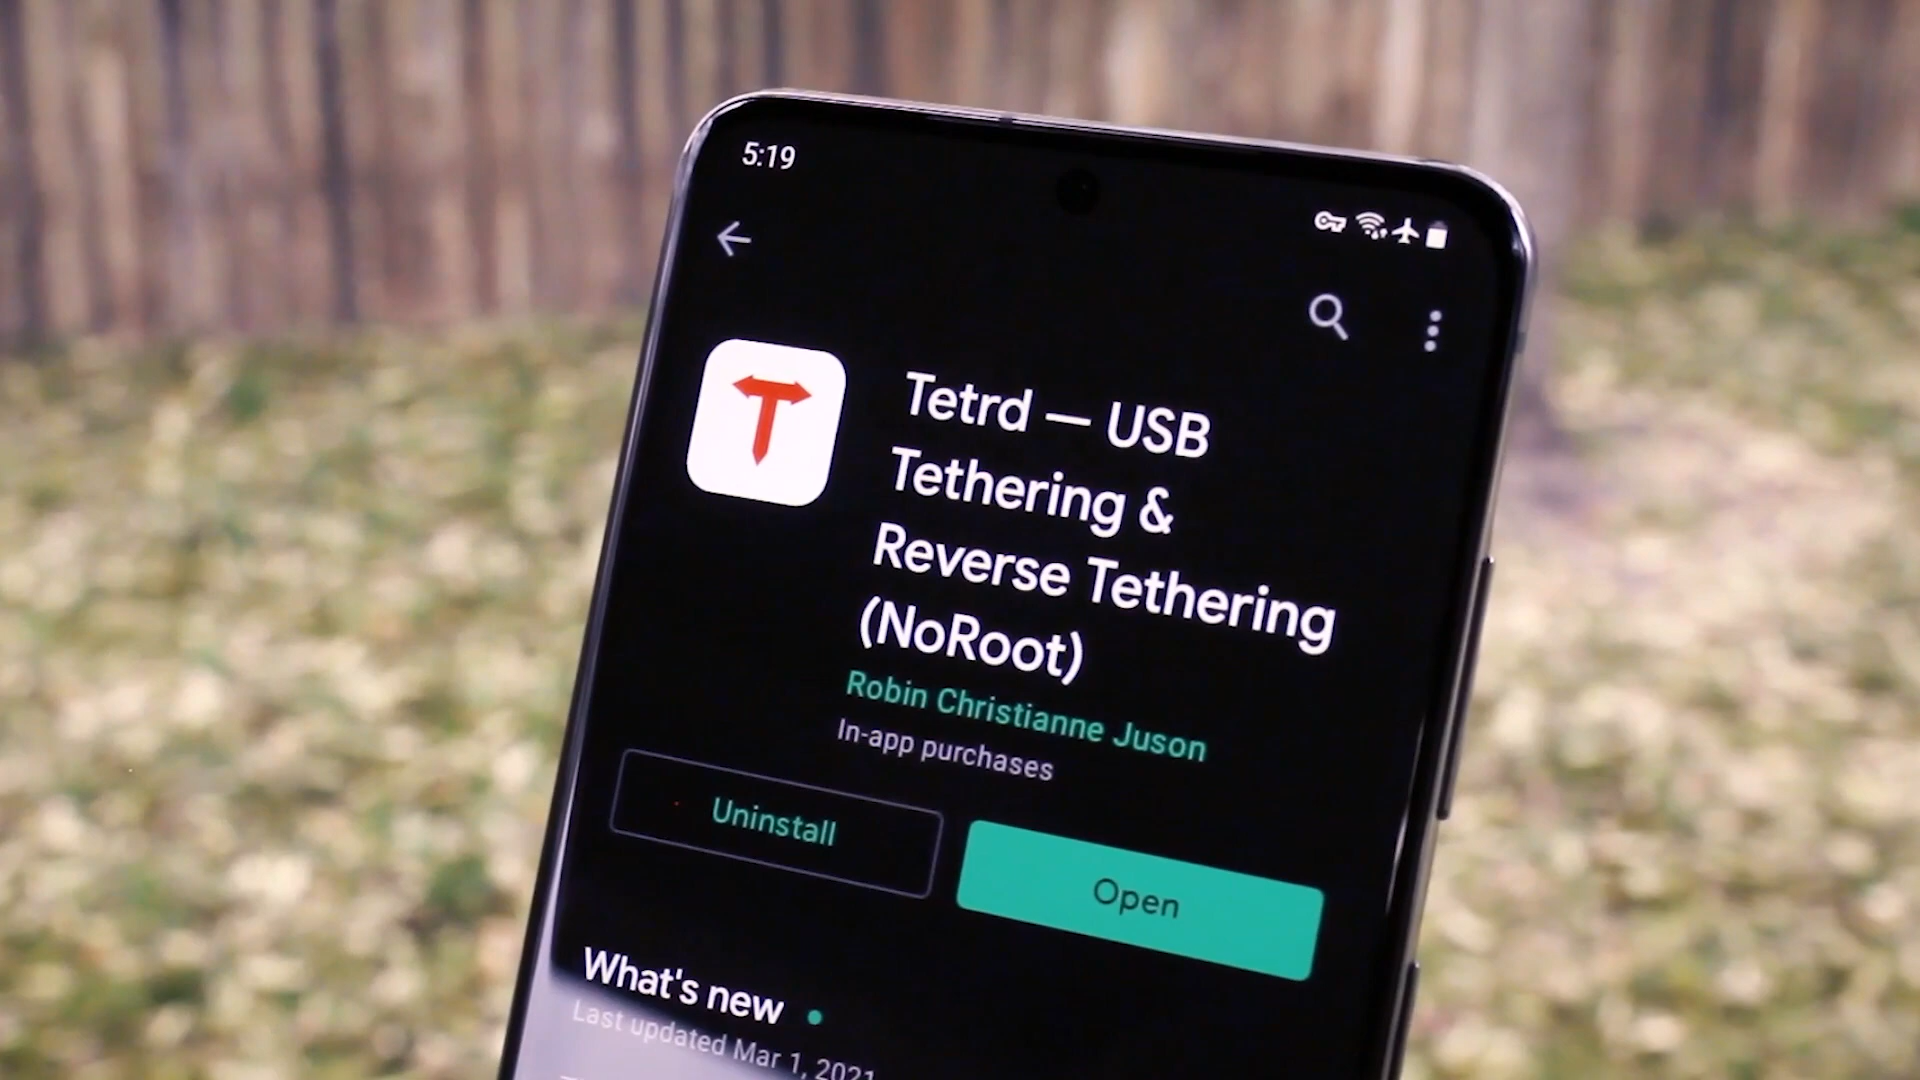 5:19
Tetrd — USB
Tethering &
Reverse Tethering
(NoRoot)
Robin Christianne Juson
In-app purchases
Uninstall
Open
What's new
Last updated Mar 1, 2021